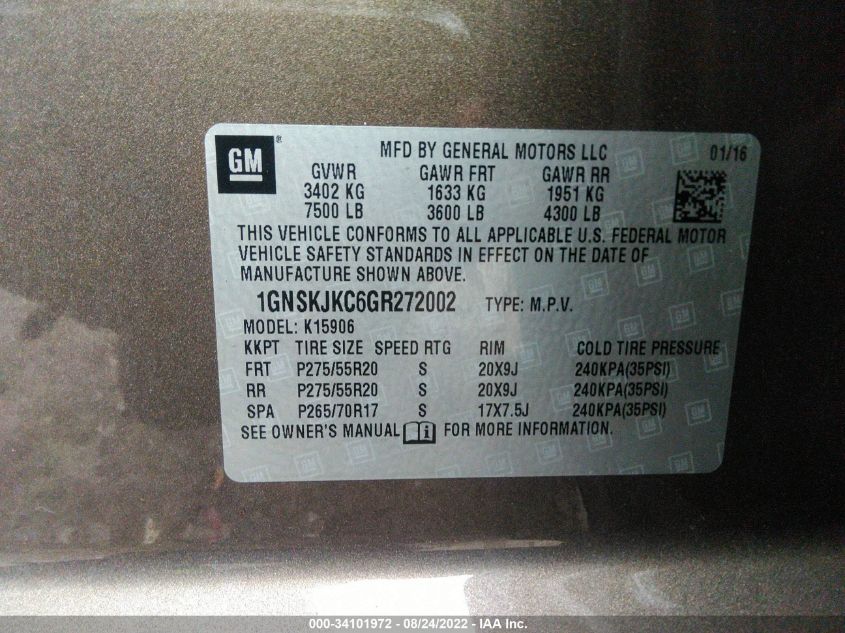 GM ®
MFD BY GENERAL MOTORS LLC 01/16
GVWR GAWR FRT GAWR RR
3402 KG 1633 KG 1951 KG
7500 LB 3600 LB 4300 LB
THIS VEHICLE CONFORMS TO ALL APPLICABLE U.S. FEDERAL MOTOR
VEHICLE SAFETY STANDARDS IN EFFECT ON THE DATE OF
MANUFACTURE SHOWN ABOVE.
1GNSKJKC6GR272002 TYPE: M.P.V.
MODEL: K15906
KKPT TIRE SIZE SPEED RTG RIM COLD TIRE PRESSURE
FRT P275/55R20 S 20X9J 240KPA(35PSI)
RR P275/55R20 S 20X9J 240KPA(35PSI)
SPA P265/70R17 S 17X7.5J 240KPA(35PSI)
SEE OWNER'S MANUAL i FOR MORE INFORMATION.
000-34101972 - 08/24/2022 - IAA Inc.